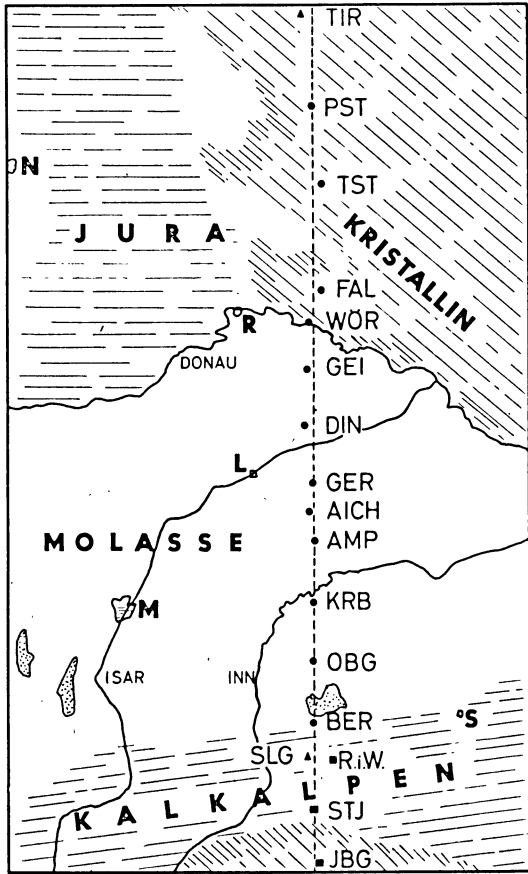 TIR
PST
N
TST
JURA
KRISTALLIN
FAL
R
WÖR
DONAU
GEI
DIN
L
GER
AICH
MOLASSE
AMP
M
KRB
OBG
ISAR
INN
BER
S
SLG
R.i.W.
KALKALPEN
STJ
JBG